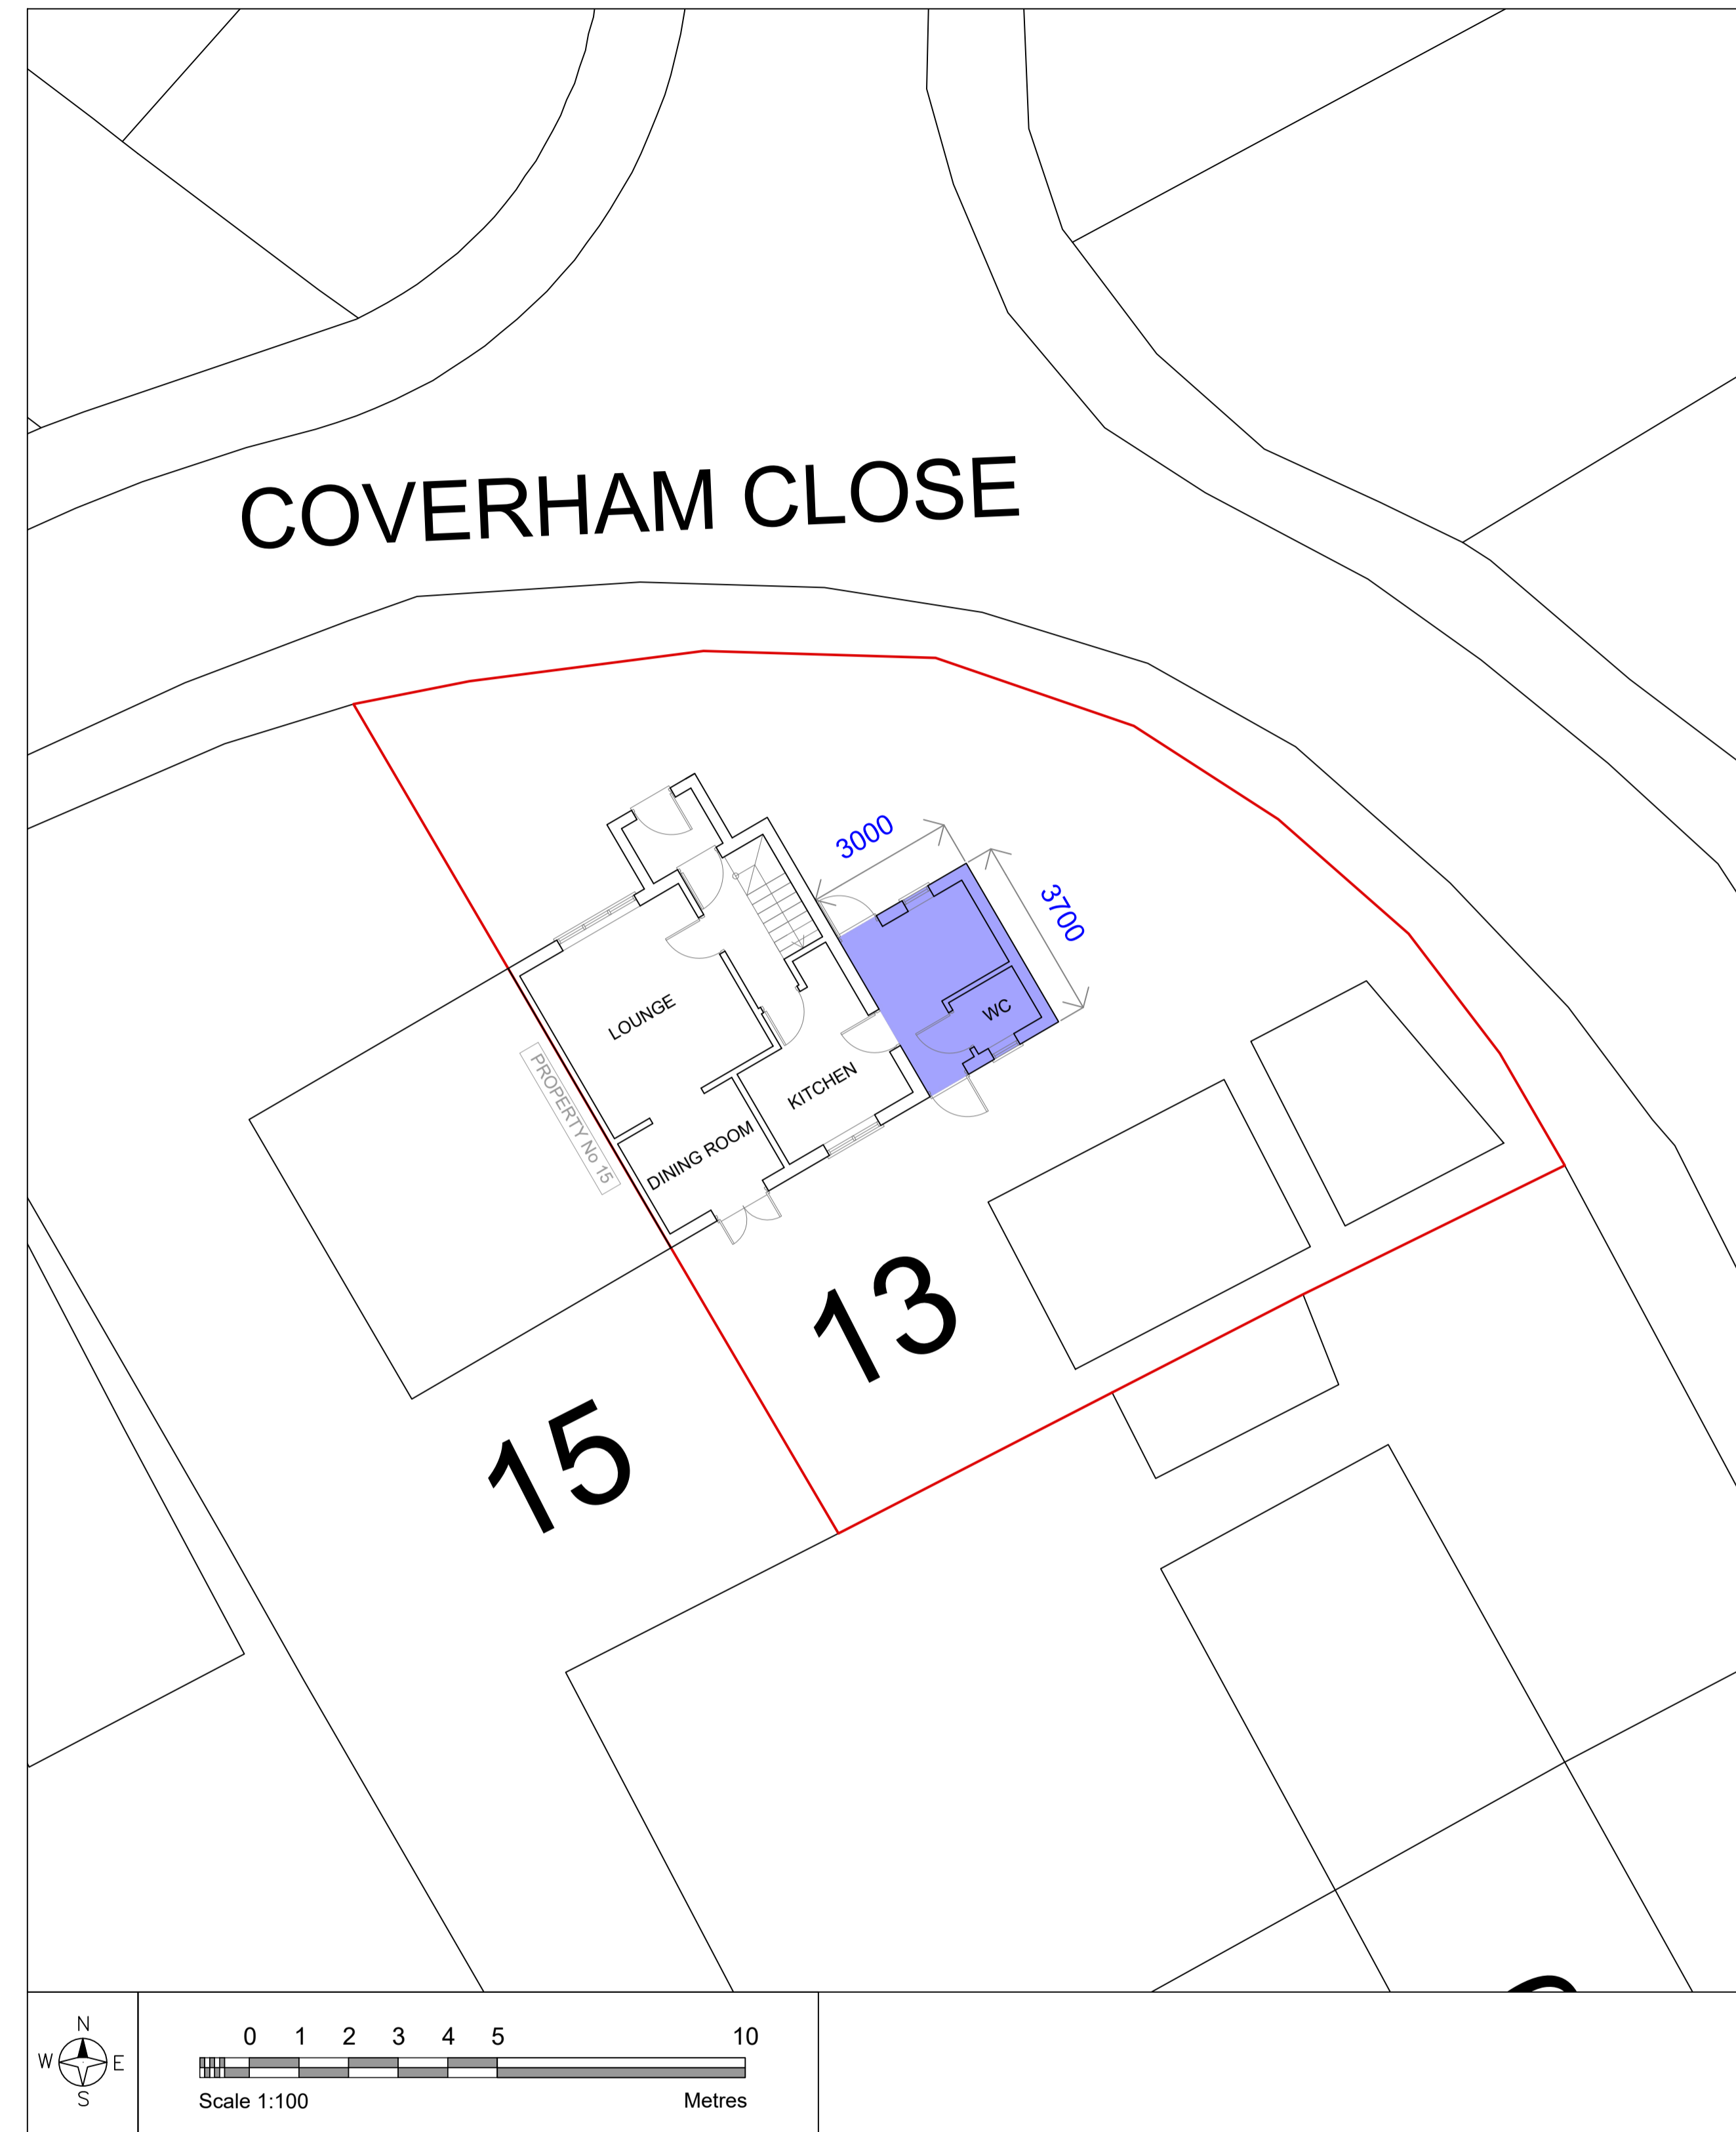 COVERHAM CLOSE
3000
3700
LOUNGE
WC
KITCHEN
PROPERTY No 15
DINING ROOM
13
15
N
W E
S
0 1 2 3 4 5 10
Scale 1:100 Metres